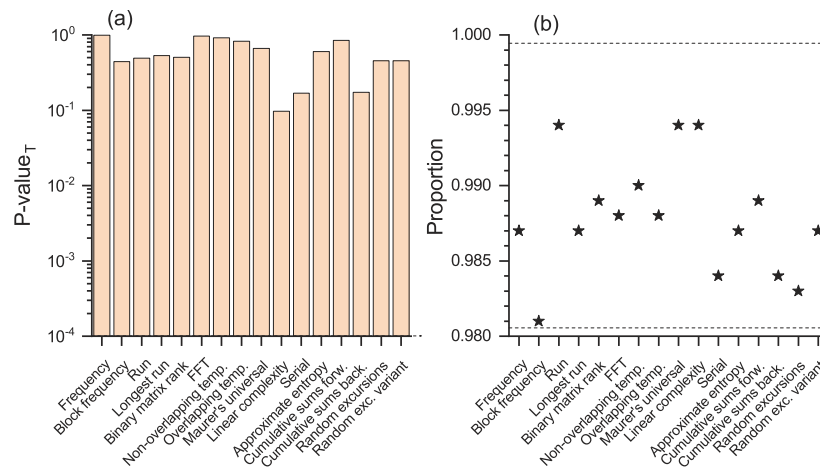 (a)
P-value_T
10^0
10^-1
10^-2
10^-3
10^-4
Frequency
Block frequency
Run
Longest run
Binary matrix rank
FFT
Non-overlapping temp.
Overlapping temp.
Maurer's universal
Linear complexity
Serial
Approximate entropy
Cumulative sums forw.
Cumulative sums back.
Random excursions
Random exc. variant
(b)
Proportion
1.000
0.995
0.990
0.985
0.980
Frequency
Block frequency
Run
Longest run
Binary matrix rank
FFT
Non-overlapping temp.
Overlapping temp.
Maurer's universal
Linear complexity
Serial
Approximate entropy
Cumulative sums forw.
Cumulative sums back.
Random excursions
Random exc. variant